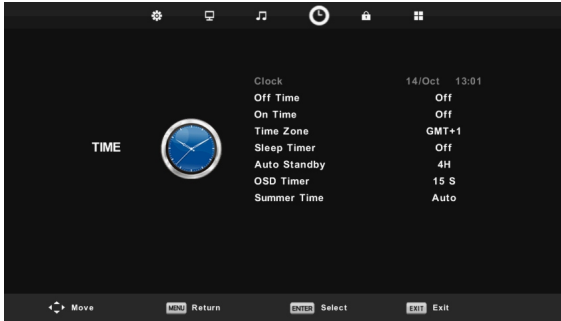 Clock 14/Oct 13:01
Off Time Off
On Time Off
Time Zone GMT+1
TIME
Sleep Timer Off
Auto Standby 4H
OSD Timer 15 S
Summer Time Auto
Move MENU Return ENTER Select EXIT Exit